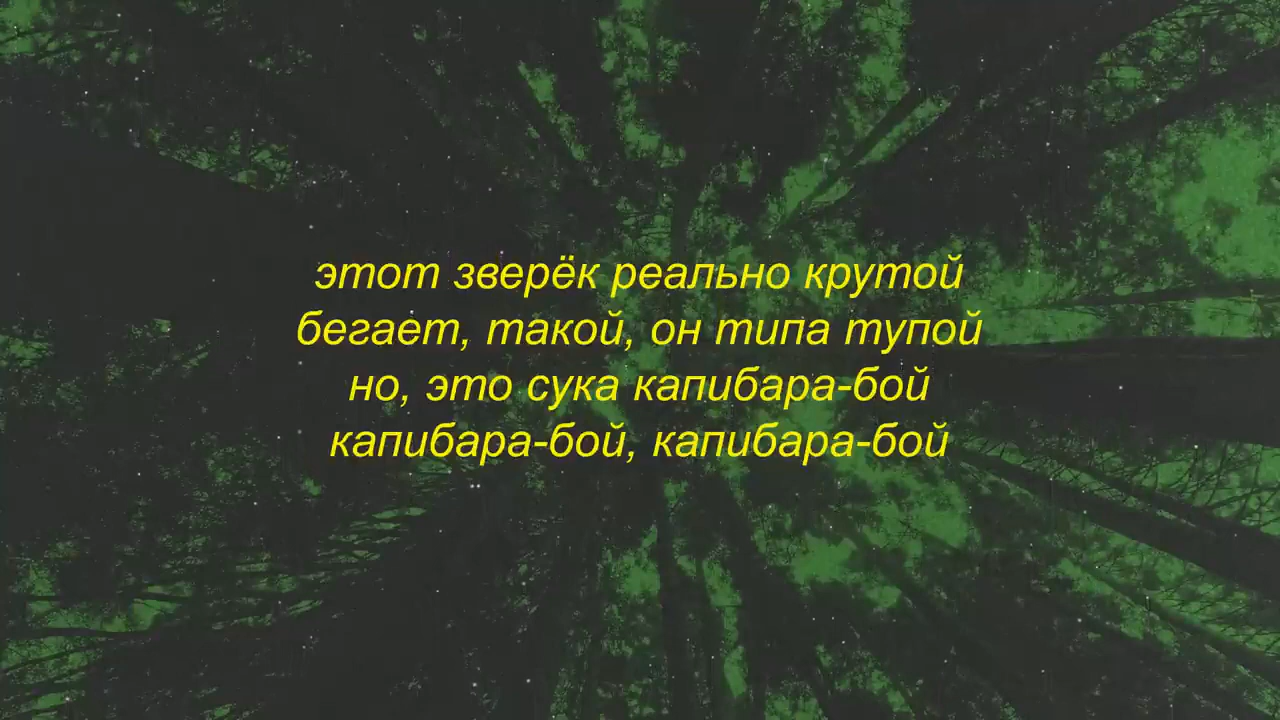 этот зверёк реально крутой
бегает, такой, он типа тупой
но, это сука капибара-бой
капибара-бой, капибара-бой